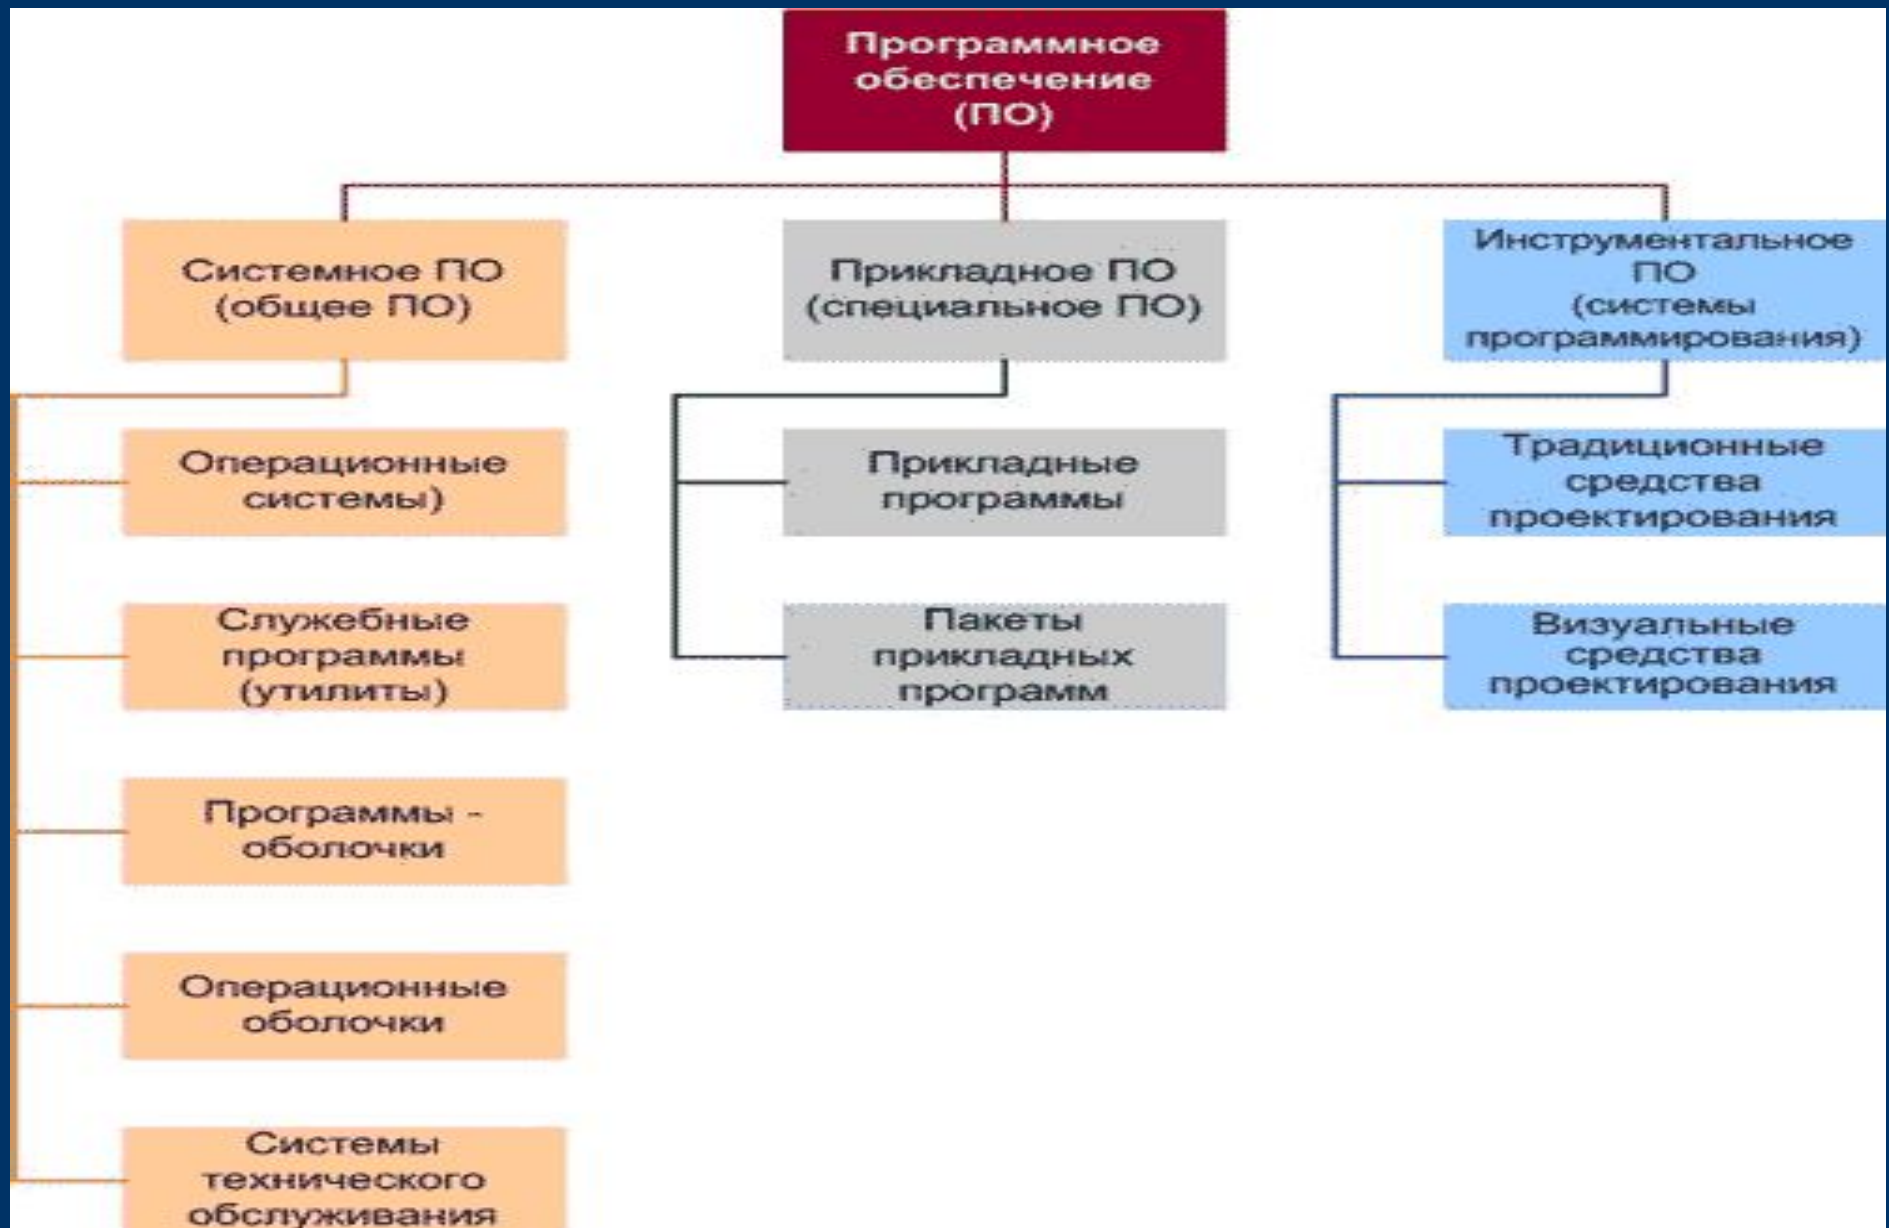 Программное
обеспечение
(ПО)
Системное ПО
(общее ПО)
Прикладное ПО
(специальное ПО)
Инструментальное
ПО
(системы
программирования)
Операционные
системы)
Прикладные
программы
Традиционные
средства
проектирования
Служебные
программы
(утилиты)
Пакеты
прикладных
программ
Визуальные
средства
проектирования
Программы -
оболочки
Операционные
оболочки
Системы
технического
обслуживания